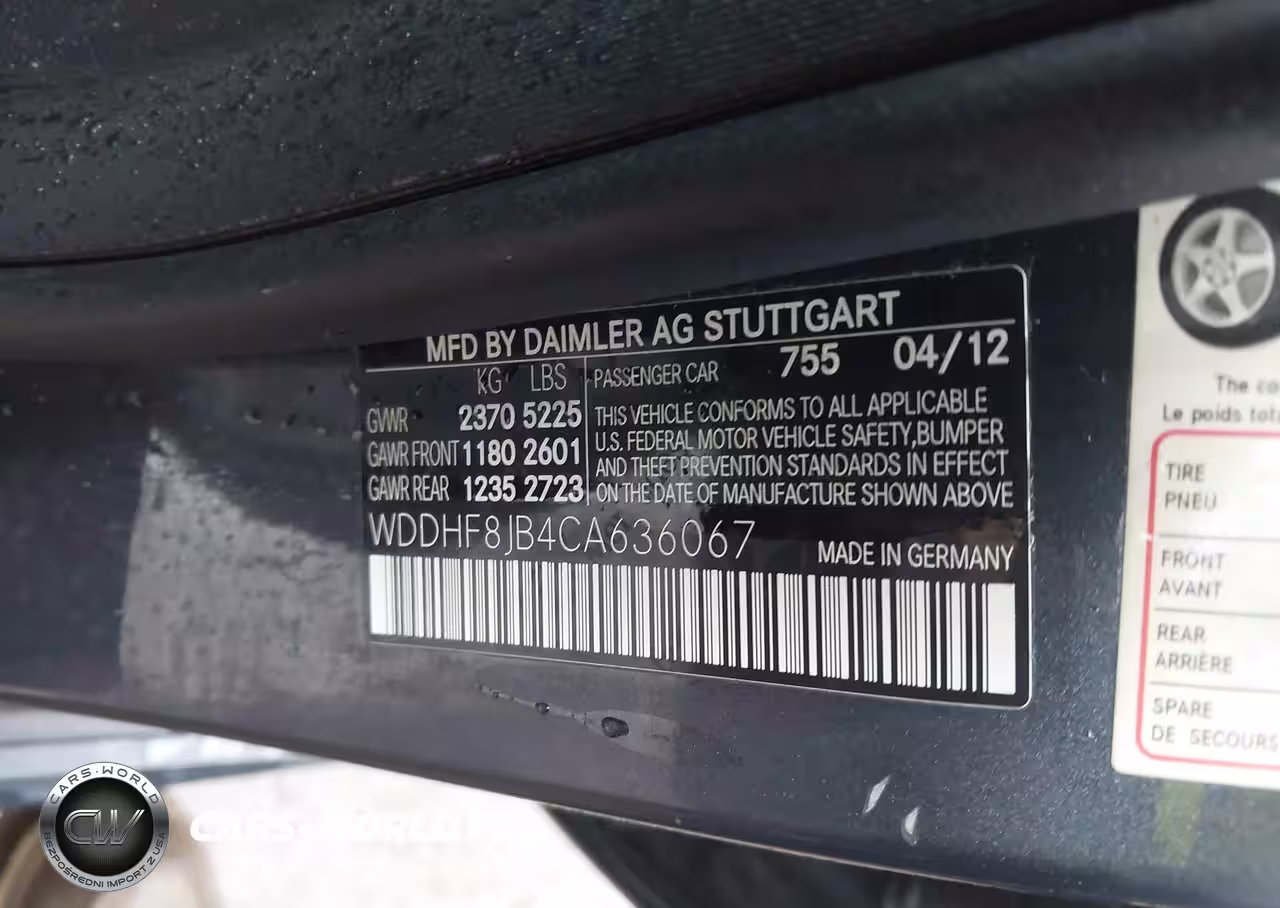 MFD BY DAIMLER AG STUTTGART
KG LBS
GVWR 2370 5225
GAWR FRONT 1180 2601
GAWR REAR 1235 2723
PASSENGER CAR 755 04/12
THIS VEHICLE CONFORMS TO ALL APPLICABLE
U.S. FEDERAL MOTOR VEHICLE SAFETY,BUMPER
AND THEFT PREVENTION STANDARDS IN EFFECT
ON THE DATE OF MANUFACTURE SHOWN ABOVE
WDDHF8JB4CA636067
MADE IN GERMANY
The
Le poids
TIRE
PNEU
FRONT
AVANT
REAR
ARRIÈRE
SPARE
DE SECOURS
CARS-WORLD
CW
BEZPOŚREDNI IMPORT Z USA
CARS WORLD